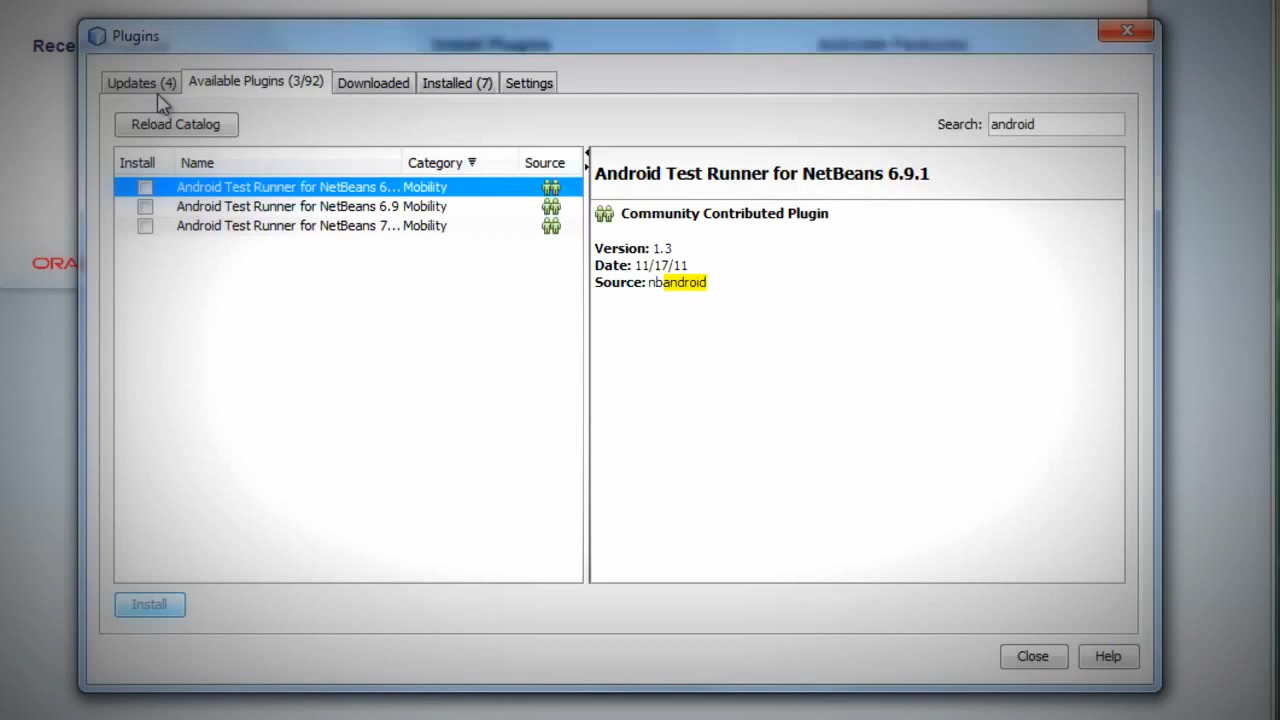 Rece
Plugins
Updates (4)
Available Plugins (3/92)
Downloaded
Installed (7)
Settings
Reload Catalog
Search: android
Install Name Category Source
Android Test Runner for NetBeans 6... Mobility
Android Test Runner for NetBeans 6.9 Mobility
Android Test Runner for NetBeans 7... Mobility
Android Test Runner for NetBeans 6.9.1
Community Contributed Plugin
Version: 1.3
Date: 11/17/11
Source: nbandroid
ORA
Install
Close
Help